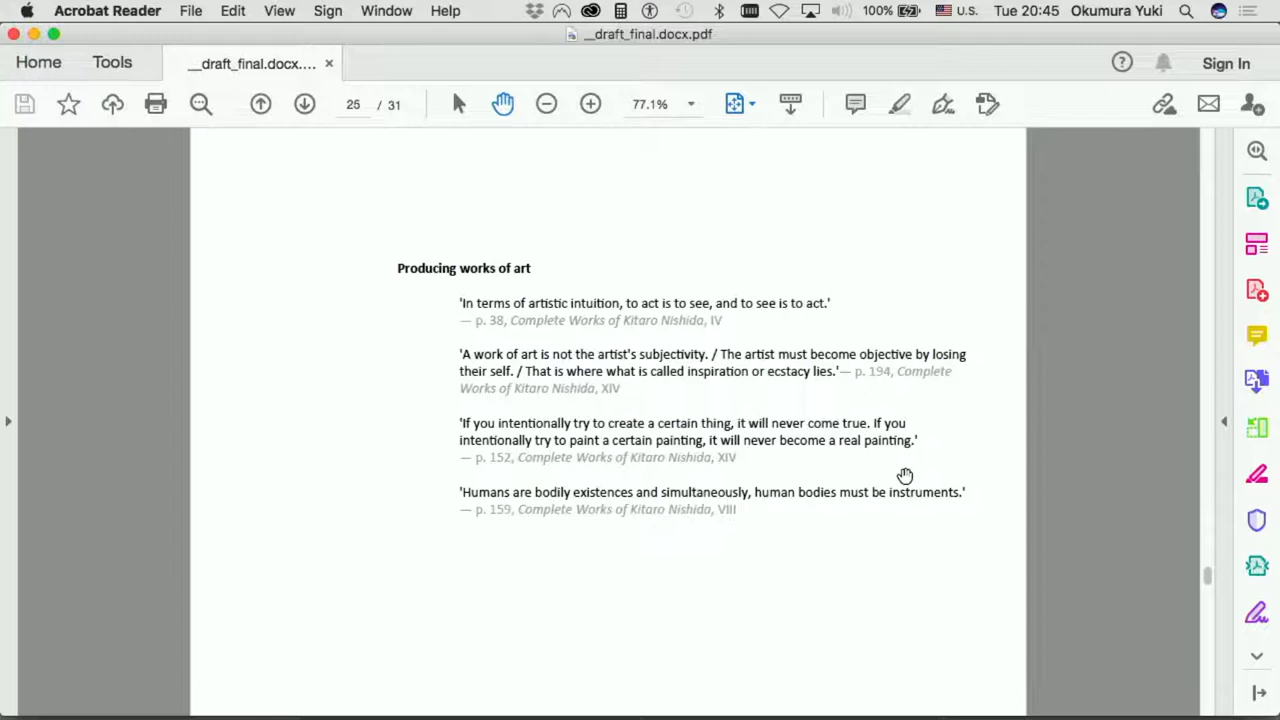 Acrobat Reader File Edit View Sign Window Help 100% U.S. Tue 20:45 Okumura Yuki
__draft_final.docx.pdf
Home Tools __draft_final.docx.... × Sign In
25 / 31 77.1%
Producing works of art
'In terms of artistic intuition, to act is to see, and to see is to act.'
— p. 38, Complete Works of Kitaro Nishida, IV
'A work of art is not the artist's subjectivity. / The artist must become objective by losing
their self. / That is where what is called inspiration or ecstacy lies.'— p. 194, Complete
Works of Kitaro Nishida, XIV
'If you intentionally try to create a certain thing, it will never come true. If you
intentionally try to paint a certain painting, it will never become a real painting.'
— p. 152, Complete Works of Kitaro Nishida, XIV
'Humans are bodily existences and simultaneously, human bodies must be instruments.'
— p. 159, Complete Works of Kitaro Nishida, VIII